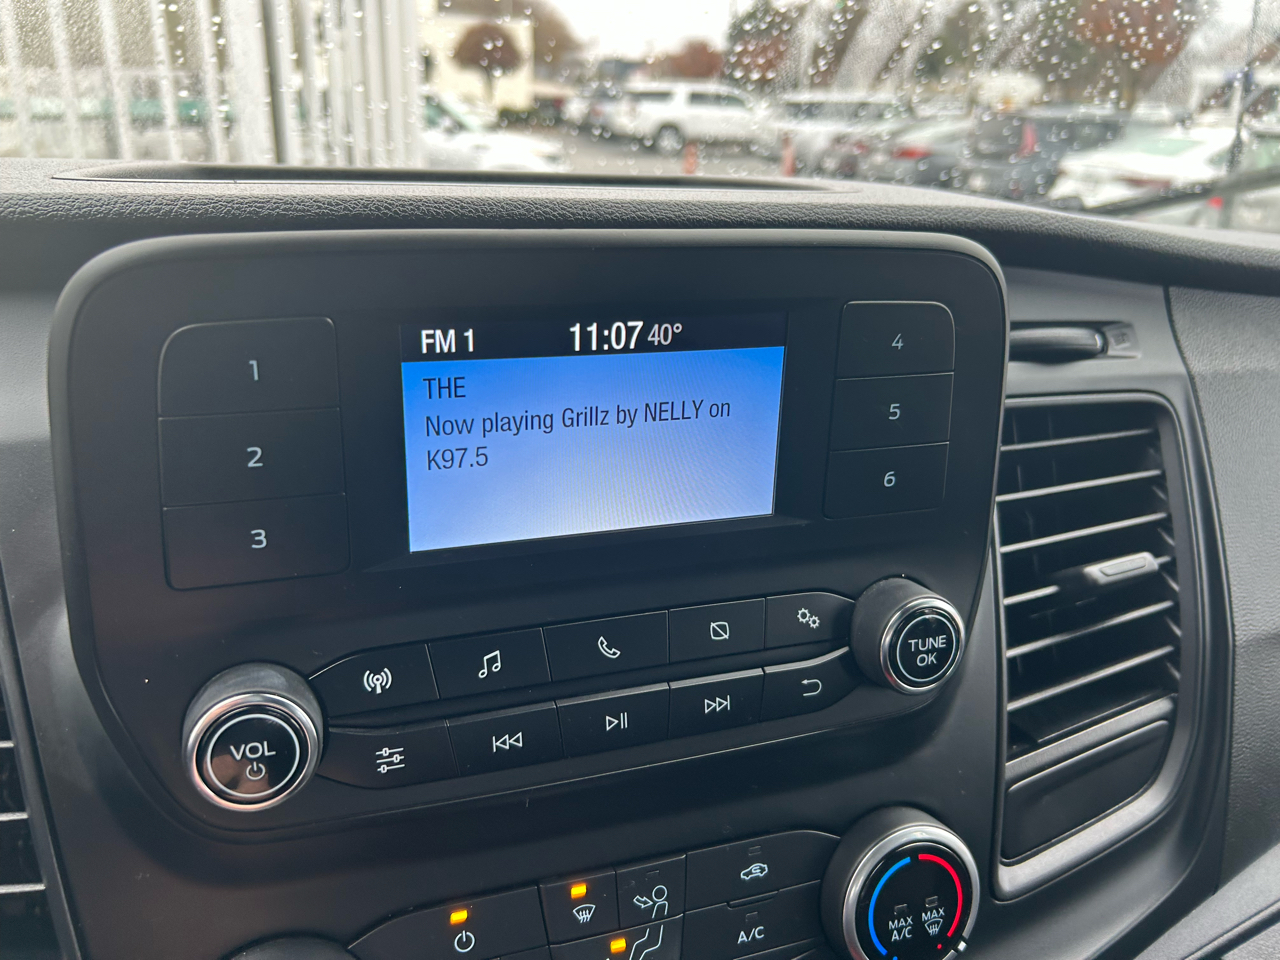 FM 1 11:07 40°
THE
Now playing Grillz by NELLY on
K97.5
1
2
3
4
5
6
VOL
TUNE
OK
A/C
MAX
A/C
MAX